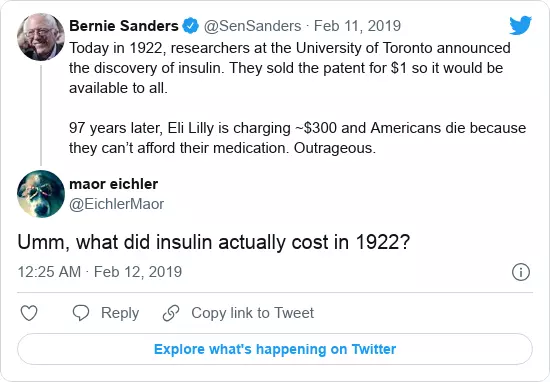 Bernie Sanders @SenSanders · Feb 11, 2019
Today in 1922, researchers at the University of Toronto announced
the discovery of insulin. They sold the patent for $1 so it would be
available to all.
97 years later, Eli Lilly is charging ~$300 and Americans die because
they can’t afford their medication. Outrageous.
maor eichler
@EichlerMaor
Umm, what did insulin actually cost in 1922?
12:25 AM · Feb 12, 2019
Reply Copy link to Tweet
Explore what's happening on Twitter